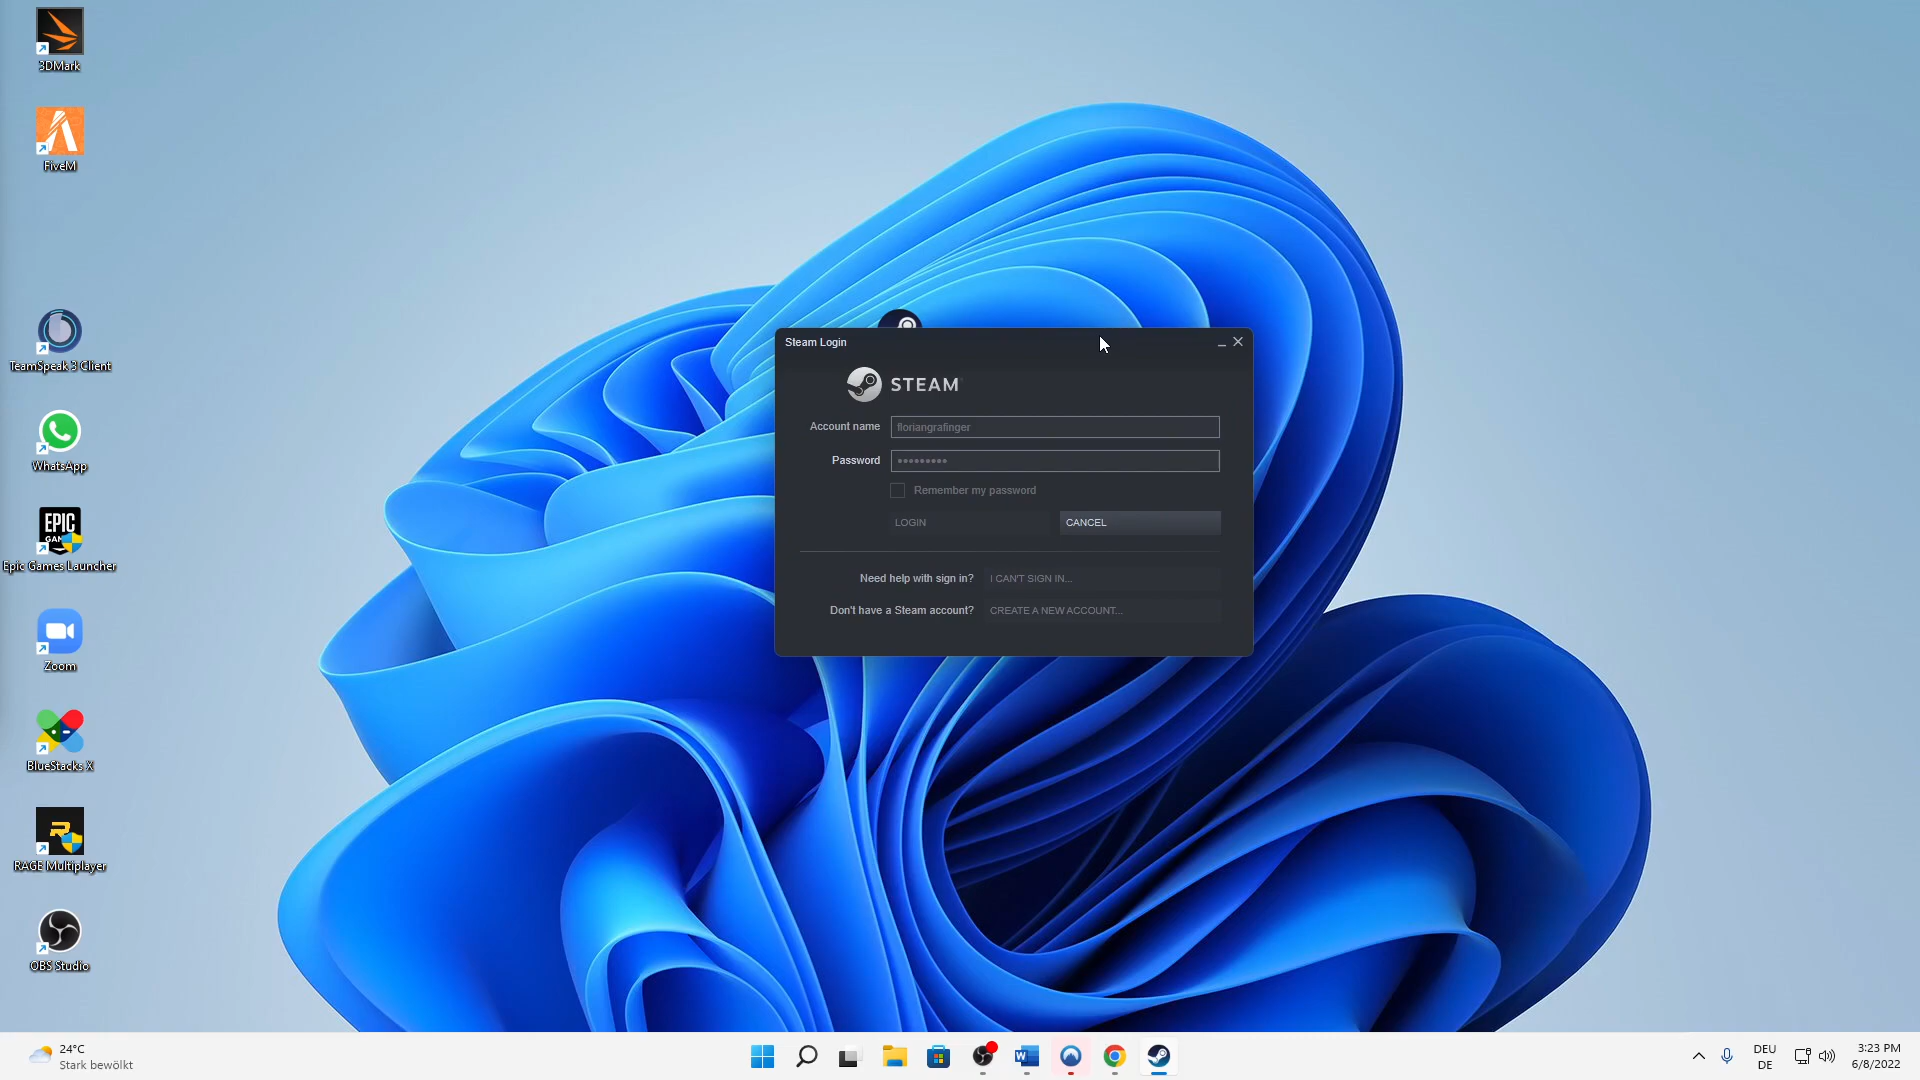 3DMark
FiveM
TeamSpeak 3 Client
WhatsApp
EPIC
GAMES
Epic Games Launcher
Zoom
BlueStacks X
RAGE Multiplayer
OBS Studio
Steam Login
STEAM
Account name
floriangrafinger
Password
Remember my password
LOGIN
CANCEL
Need help with sign in?
I CAN'T SIGN IN...
Don't have a Steam account?
CREATE A NEW ACCOUNT...
24°C
Stark bewölkt
W
DEU
DE
3:23 PM
6/8/2022